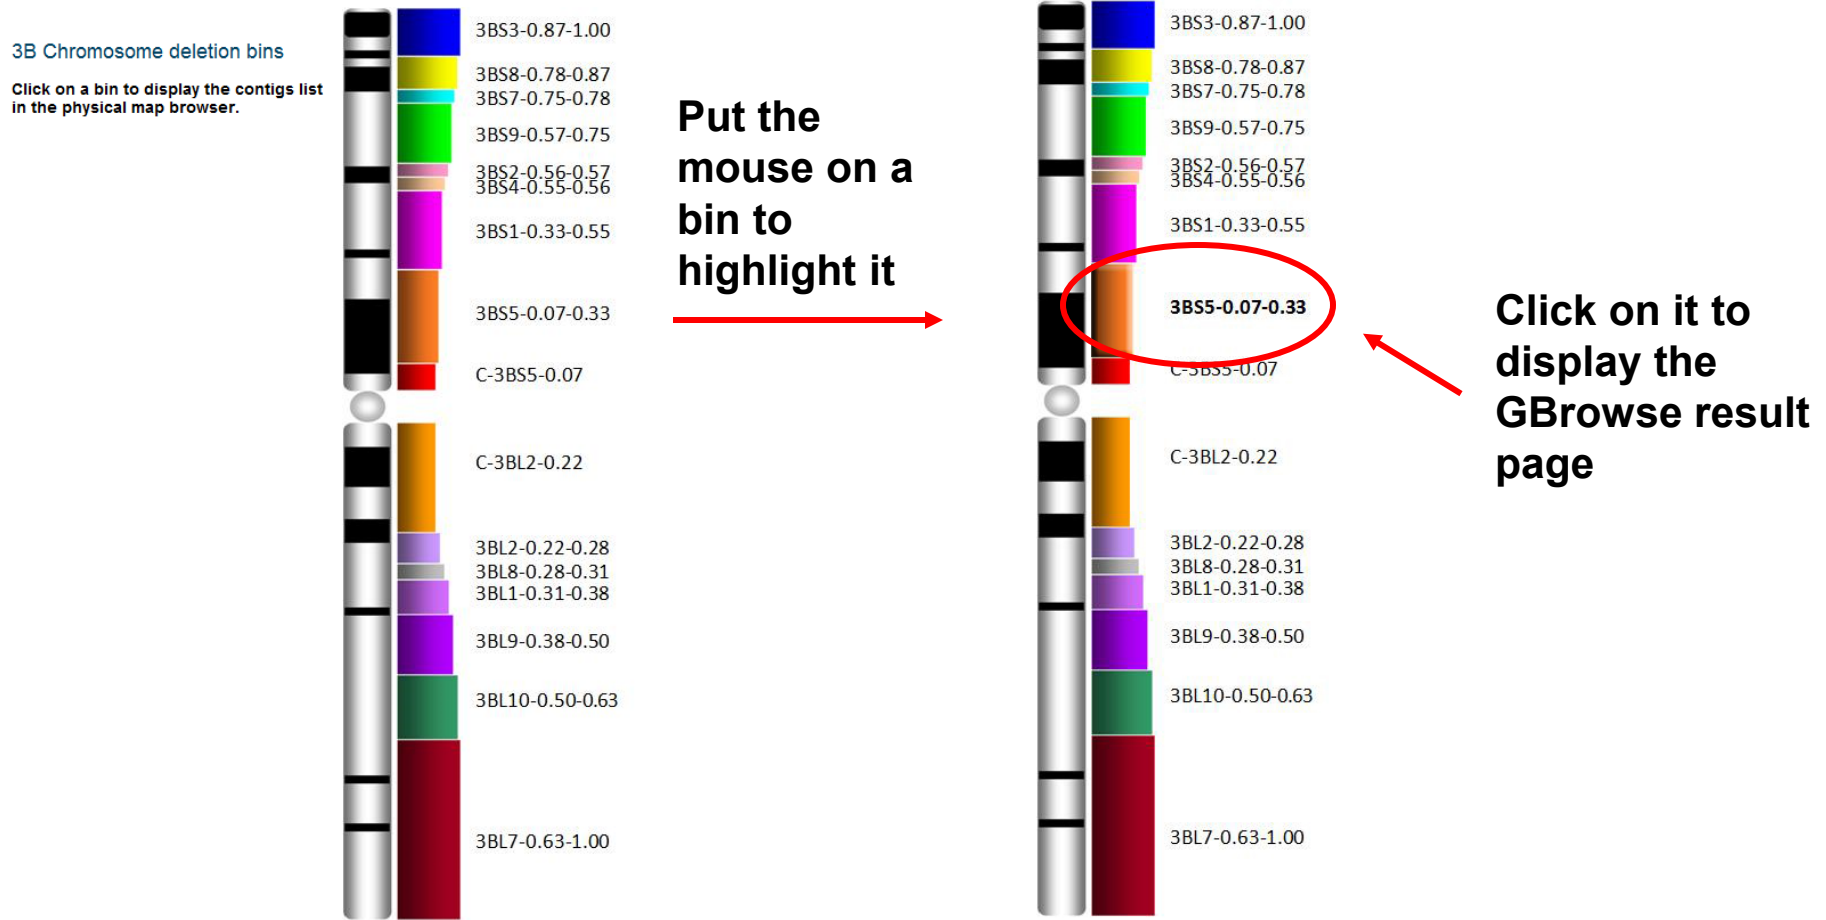 3B Chromosome deletion bins
Click on a bin to display the contigs list
in the physical map browser.
3BS3-0.87-1.00
3BS8-0.78-0.87
3BS7-0.75-0.78
3BS9-0.57-0.75
3BS2-0.56-0.57
3BS4-0.55-0.56
3BS1-0.33-0.55
3BS5-0.07-0.33
C-3BS5-0.07
C-3BL2-0.22
3BL2-0.22-0.28
3BL8-0.28-0.31
3BL1-0.31-0.38
3BL9-0.38-0.50
3BL10-0.50-0.63
3BL7-0.63-1.00
Put the
mouse on a
bin to
highlight it
3BS3-0.87-1.00
3BS8-0.78-0.87
3BS7-0.75-0.78
3BS9-0.57-0.75
3BS2-0.56-0.57
3BS4-0.55-0.56
3BS1-0.33-0.55
3BS5-0.07-0.33
C-3BS5-0.07
C-3BL2-0.22
3BL2-0.22-0.28
3BL8-0.28-0.31
3BL1-0.31-0.38
3BL9-0.38-0.50
3BL10-0.50-0.63
3BL7-0.63-1.00
Click on it to
display the
GBrowse result
page